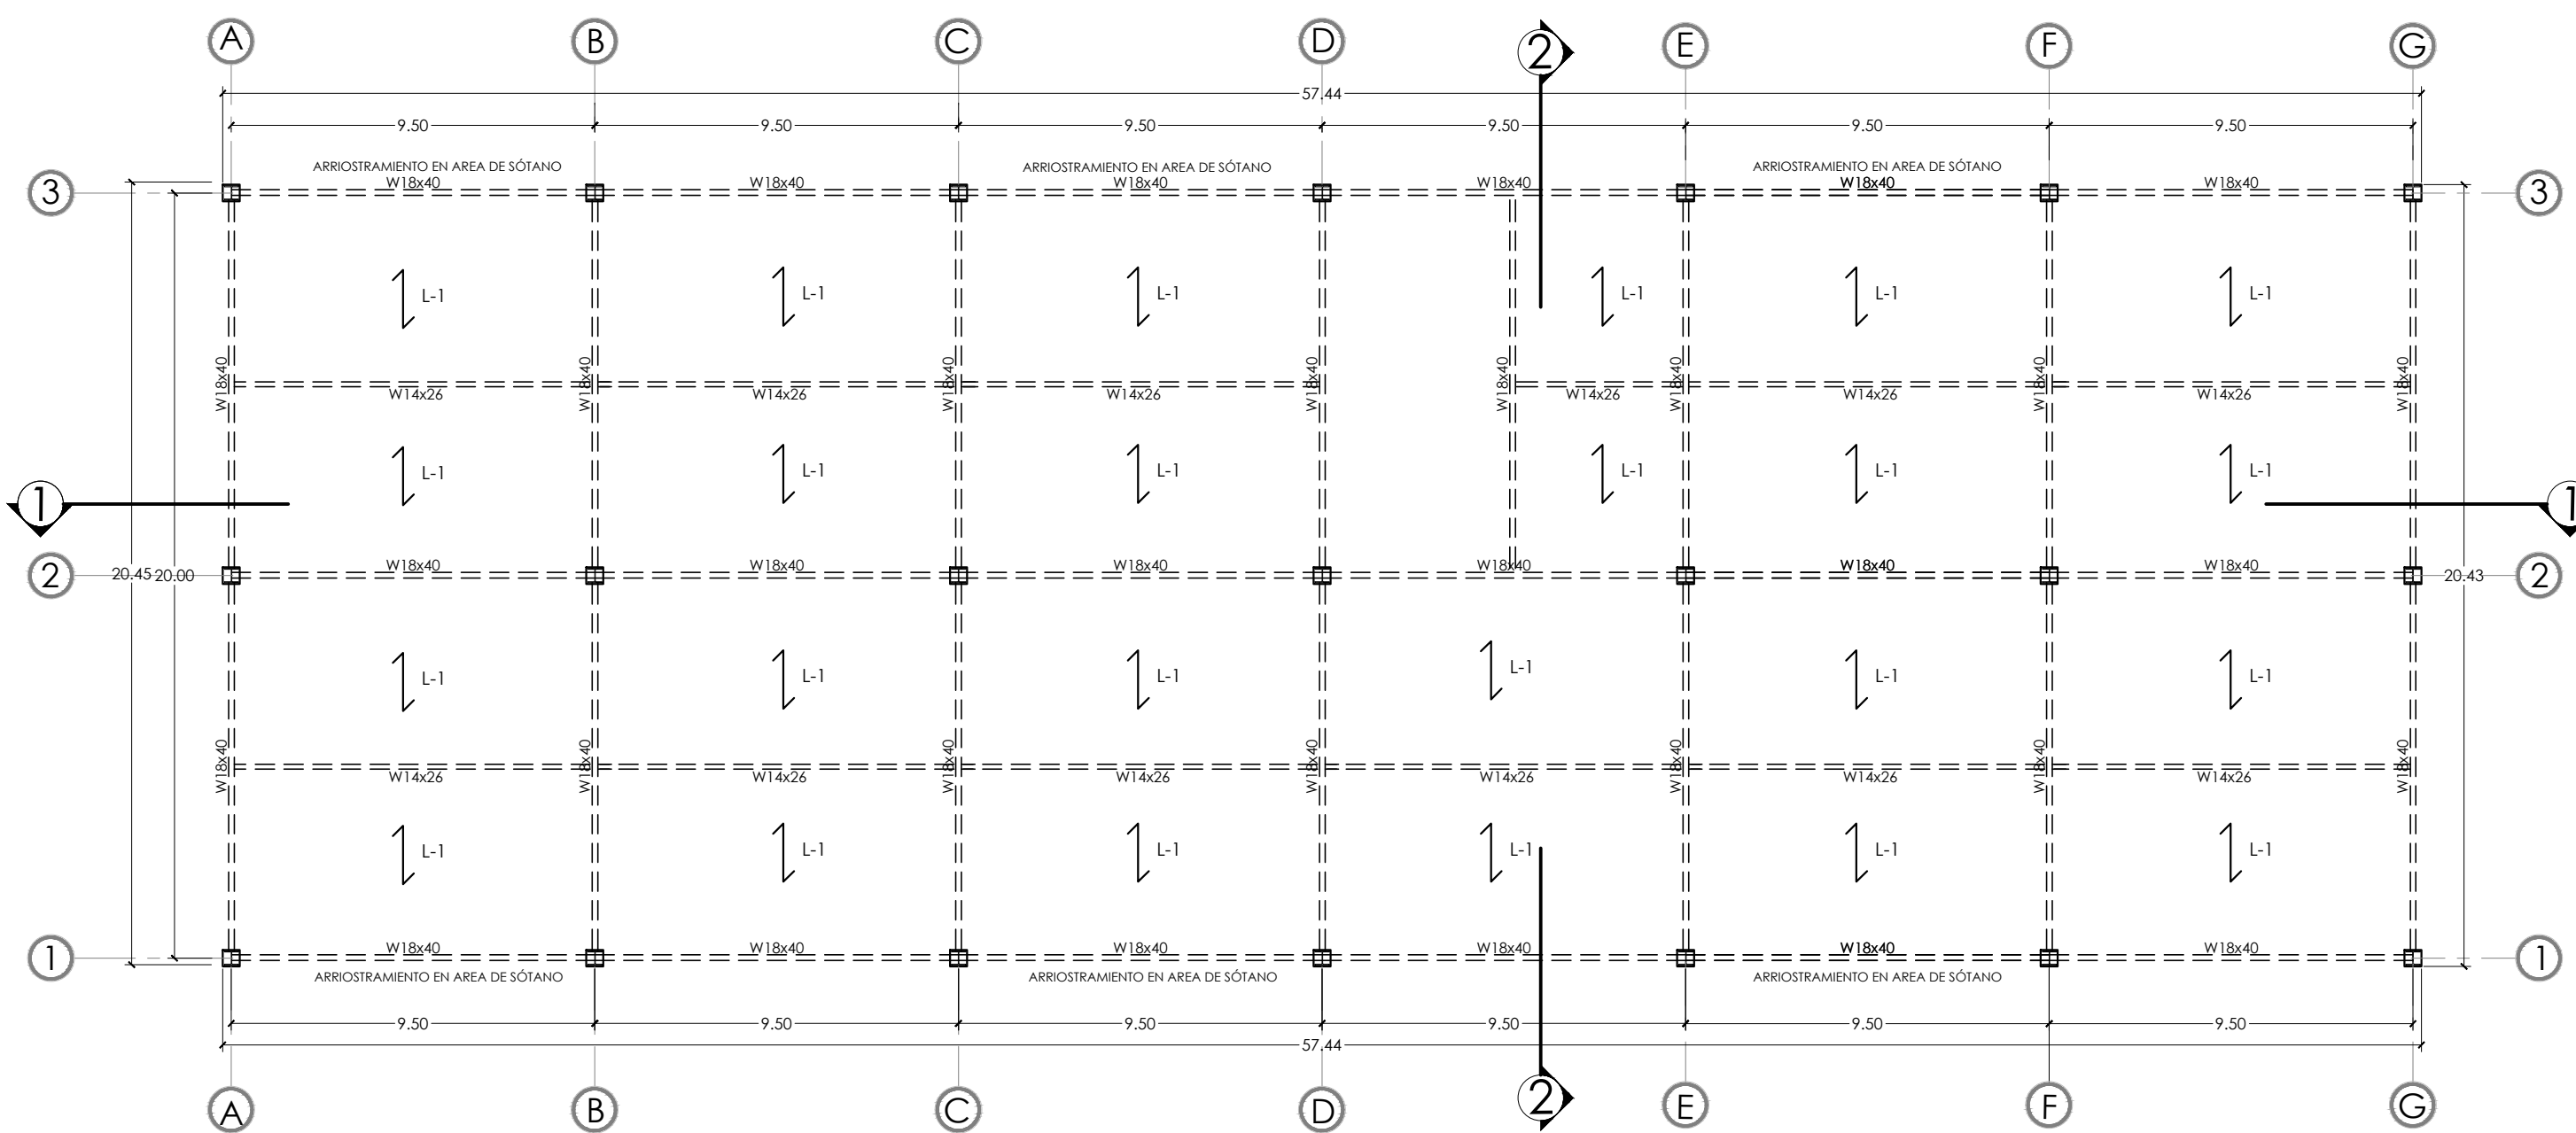 A B C D 2 E F G
57.44
9.50 9.50 9.50 9.50 9.50 9.50
ARRIOSTRAMIENTO EN AREA DE SÓTANO ARRIOSTRAMIENTO EN AREA DE SÓTANO ARRIOSTRAMIENTO EN AREA DE SÓTANO
3 W18x40 W18x40 W18x40 W18x40 W18x40 W18x40 3
L-1 L-1 L-1 L-1 L-1 L-1
W18x40 W18x40 W18x40 W18x40 W18x40 W18x40 W18x40 W18x40
W14x26 W14x26 W14x26 W14x26 W14x26 W14x26
L-1 L-1 L-1 L-1 L-1 L-1
1 1
W18x40 W18x40 W18x40 W18x40 W18x40 W18x40
2 20.45 20.00 20.43 2
L-1 L-1 L-1 L-1 L-1 L-1
W18x40 W18x40 W18x40 W18x40 W18x40 W18x40 W18x40
W14x26 W14x26 W14x26 W14x26 W14x26 W14x26
L-1 L-1 L-1 L-1 L-1 L-1
1 W18x40 W18x40 W18x40 W18x40 W18x40 W18x40 1
ARRIOSTRAMIENTO EN AREA DE SÓTANO ARRIOSTRAMIENTO EN AREA DE SÓTANO ARRIOSTRAMIENTO EN AREA DE SÓTANO
9.50 9.50 9.50 9.50 9.50 9.50
57.44
A B C D 2 E F G